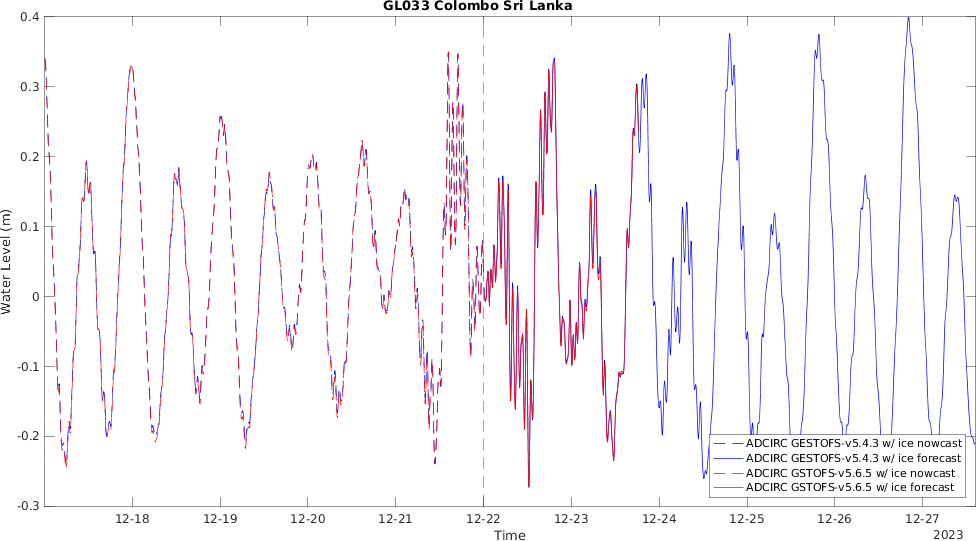 GL033 Colombo Sri Lanka
0.4
0.3
0.2
0.1
0
-0.1
-0.2
-0.3
Water Level (m)
12-18
12-19
12-20
12-21
12-22
12-23
12-24
12-25
12-26
12-27
Time
2023
ADCIRC GESTOFS-v5.4.3 w/ ice nowcast
ADCIRC GESTOFS-v5.4.3 w/ ice forecast
ADCIRC GSTOFS-v5.6.5 w/ ice nowcast
ADCIRC GSTOFS-v5.6.5 w/ ice forecast